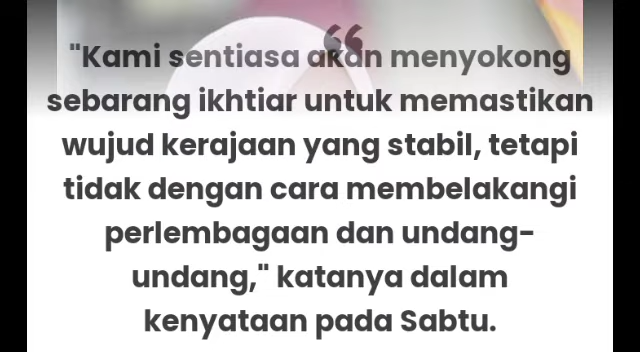 "Kami sentiasa akan menyokong
sebarang ikhtiar untuk memastikan
wujud kerajaan yang stabil, tetapi
tidak dengan cara membelakangi
perlembagaan dan undang-
undang," katanya dalam
kenyataan pada Sabtu.